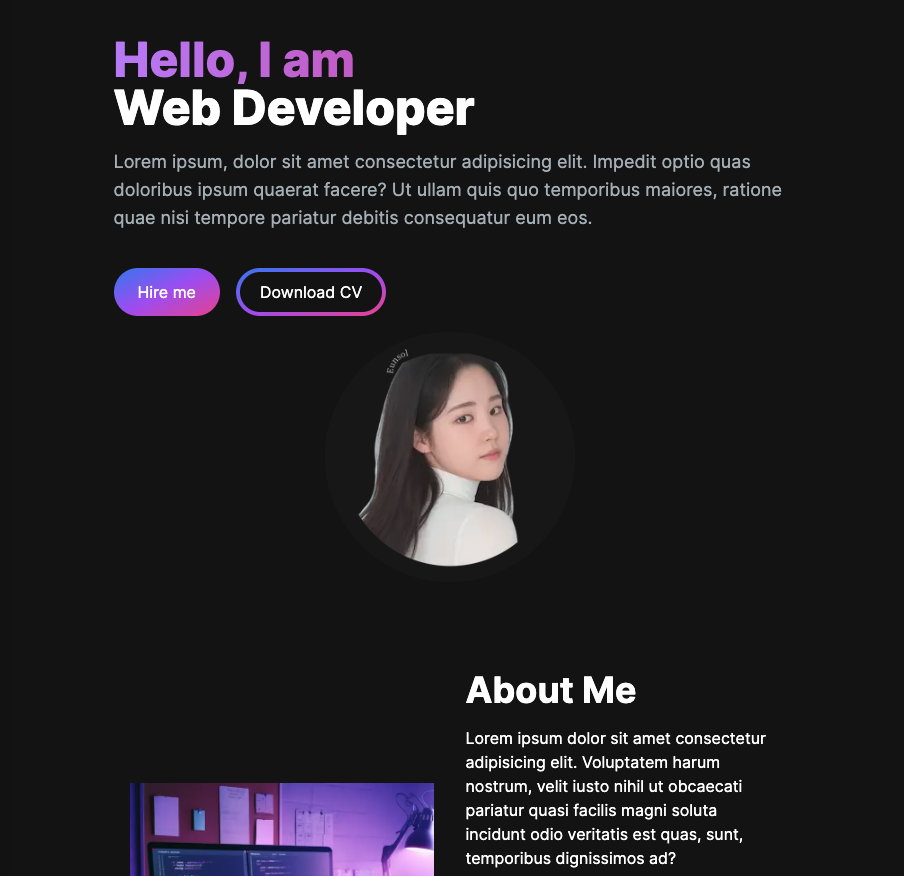 Hello, I am
Web Developer
Lorem ipsum, dolor sit amet consectetur adipisicing elit. Impedit optio quas
doloribus ipsum quaerat facere? Ut ullam quis quo temporibus maiores, ratione
quae nisi tempore pariatur debitis consequatur eum eos.
Hire me
Download CV
Eunsol
About Me
Lorem ipsum dolor sit amet consectetur
adipisicing elit. Voluptatem harum
nostrum, velit iusto nihil ut obcaecati
pariatur quasi facilis magni soluta
incidunt odio veritatis est quas, sunt,
temporibus dignissimos ad?